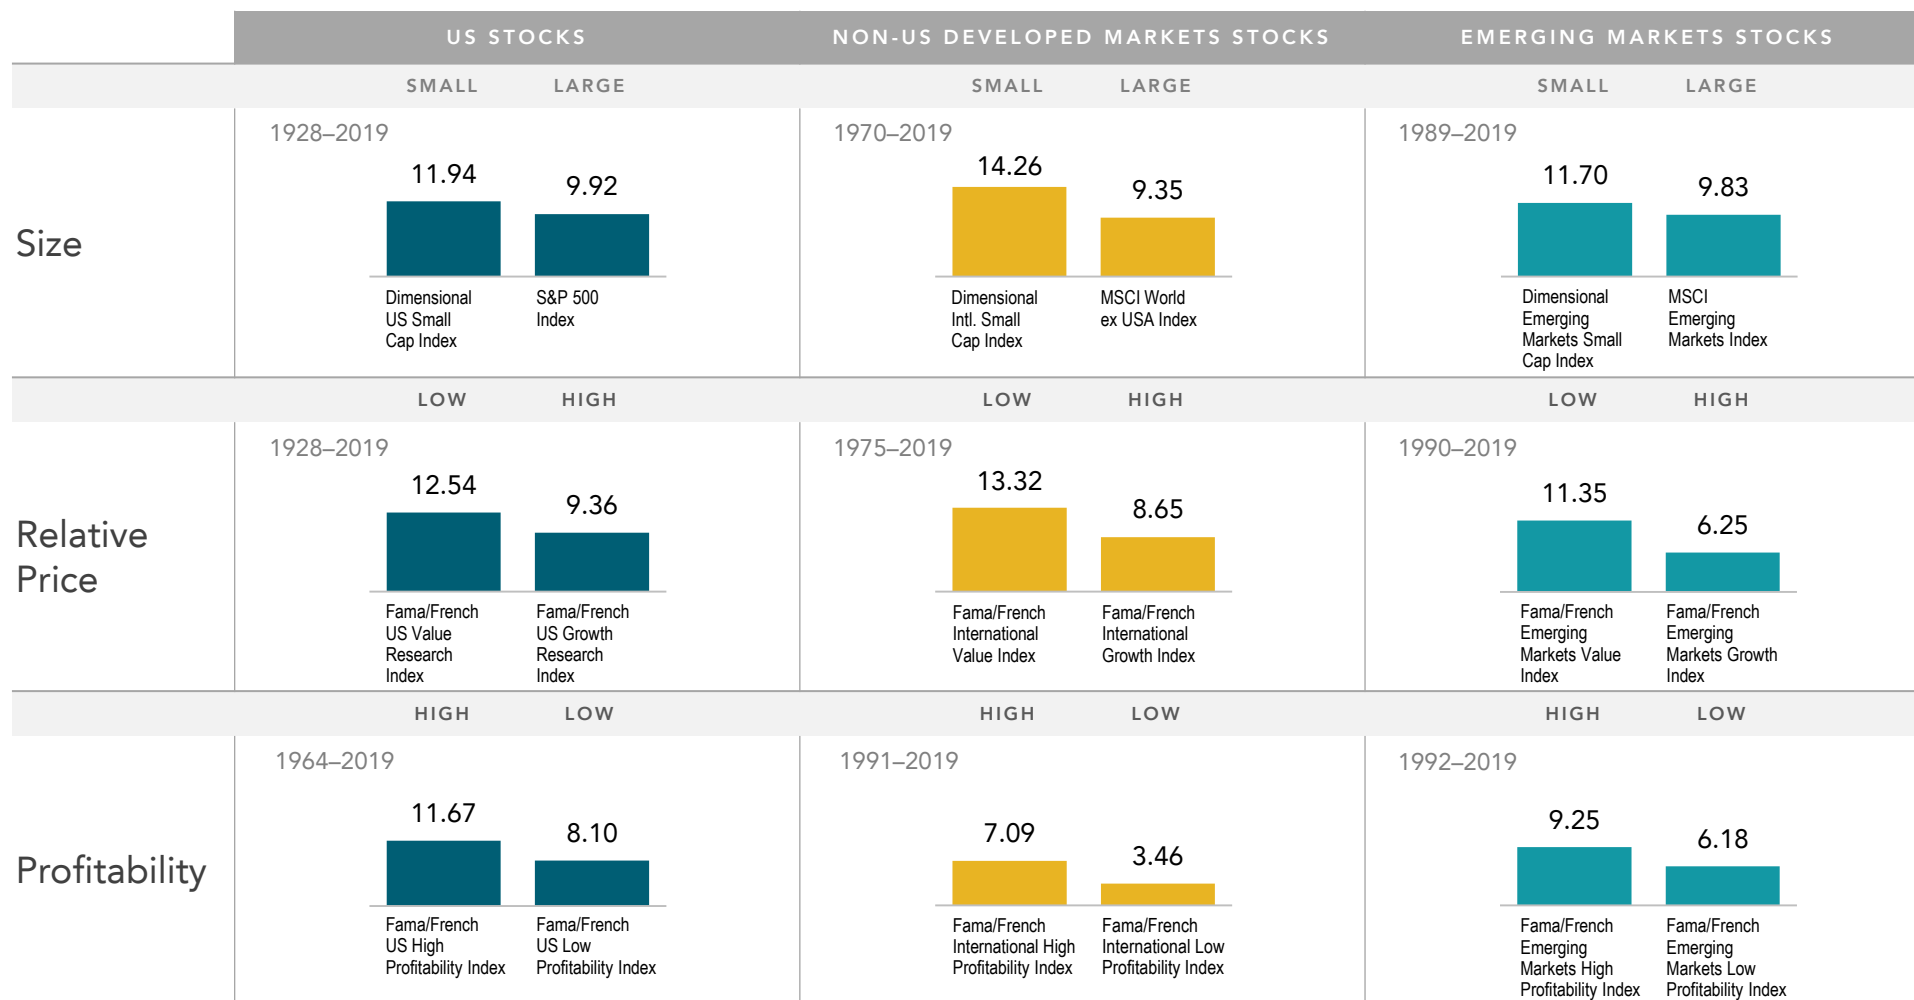 US STOCKS
NON-US DEVELOPED MARKETS STOCKS
EMERGING MARKETS STOCKS
SMALL LARGE
SMALL LARGE
SMALL LARGE
Size
1928–2019
11.94
9.92
Dimensional
US Small
Cap Index
S&P 500
Index
1970–2019
14.26
9.35
Dimensional
Intl. Small
Cap Index
MSCI World
ex USA Index
1989–2019
11.70
9.83
Dimensional
Emerging
Markets Small
Cap Index
MSCI
Emerging
Markets Index
LOW HIGH
LOW HIGH
LOW HIGH
Relative
Price
1928–2019
12.54
9.36
Fama/French
US Value
Research
Index
Fama/French
US Growth
Research
Index
1975–2019
13.32
8.65
Fama/French
International
Value Index
Fama/French
International
Growth Index
1990–2019
11.35
6.25
Fama/French
Emerging
Markets Value
Index
Fama/French
Emerging
Markets Growth
Index
HIGH LOW
HIGH LOW
HIGH LOW
Profitability
1964–2019
11.67
8.10
Fama/French
US High
Profitability Index
Fama/French
US Low
Profitability Index
1991–2019
7.09
3.46
Fama/French
International High
Profitability Index
Fama/French
International Low
Profitability Index
1992–2019
9.25
6.18
Fama/French
Emerging
Markets High
Profitability Index
Fama/French
Emerging
Markets Low
Profitability Index